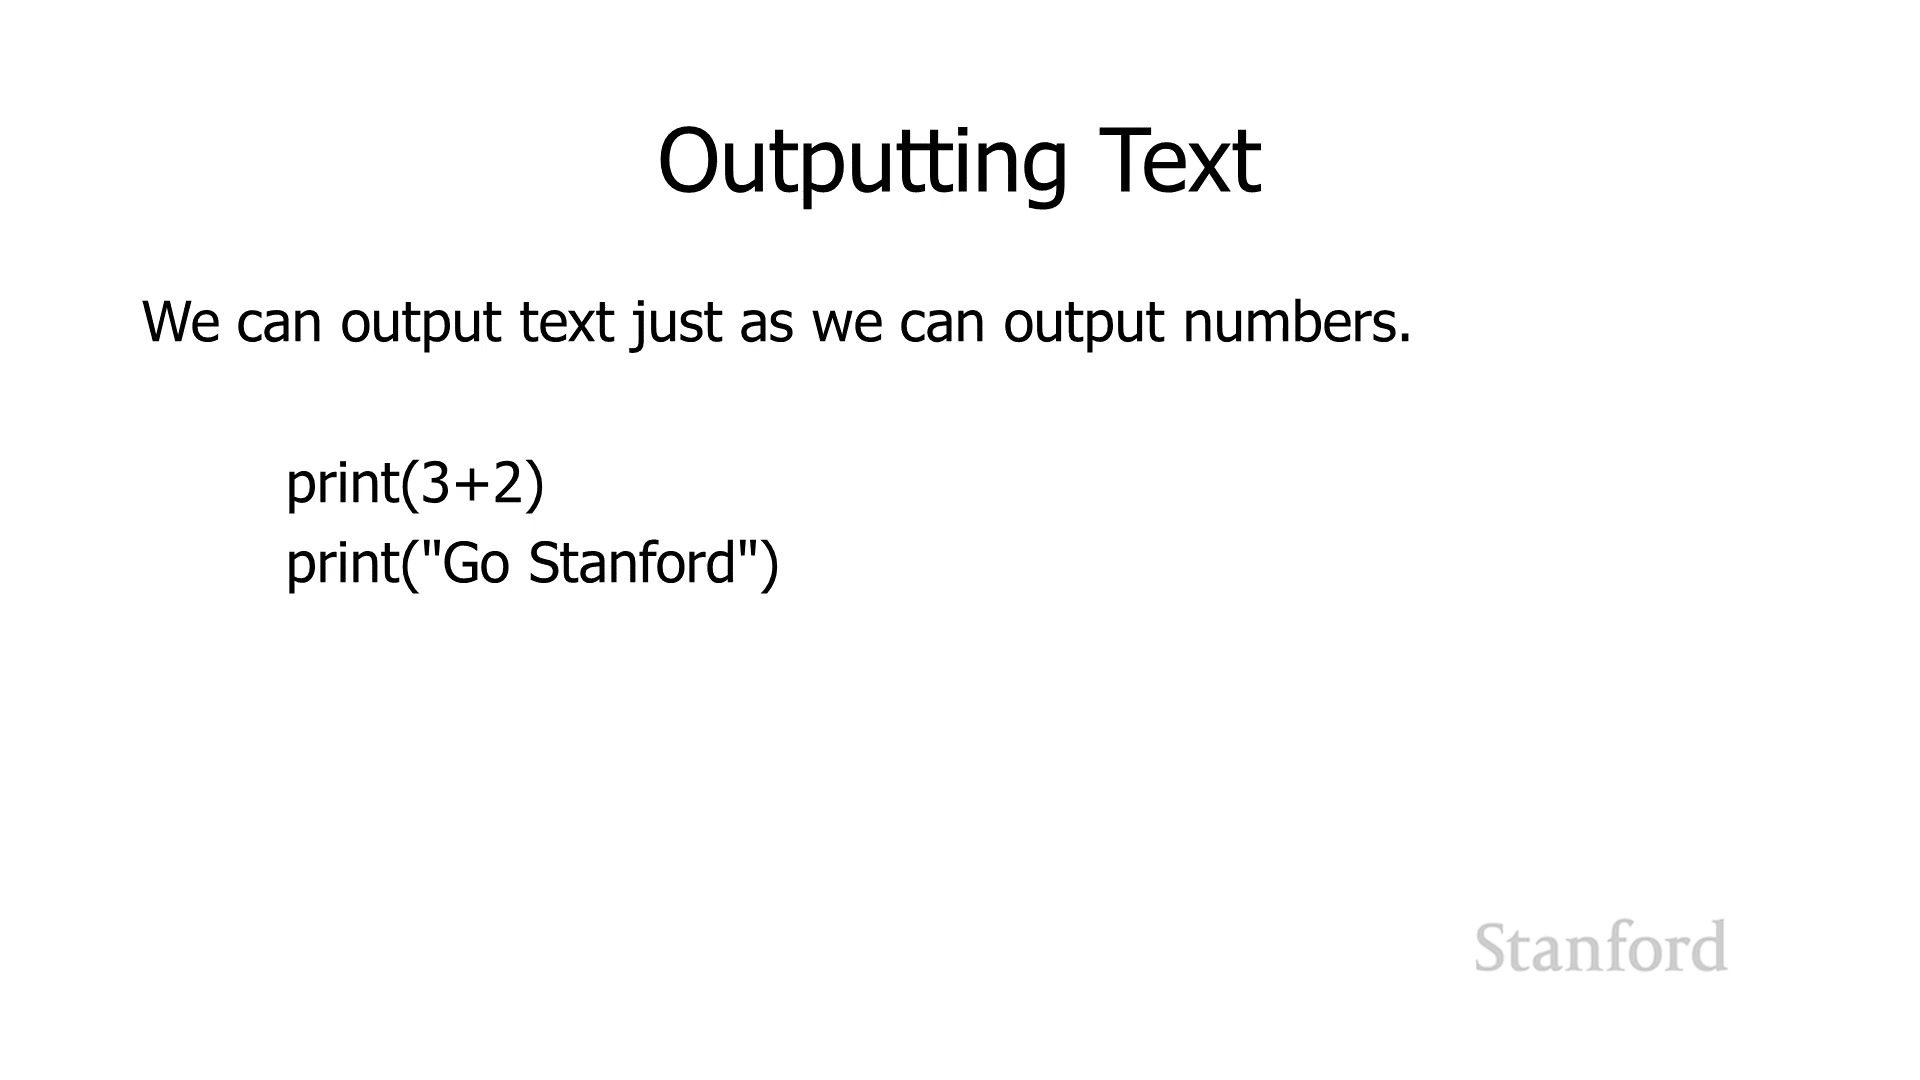 Outputting Text
We can output text just as we can output numbers.
print(3+2)
print("Go Stanford")
Stanford